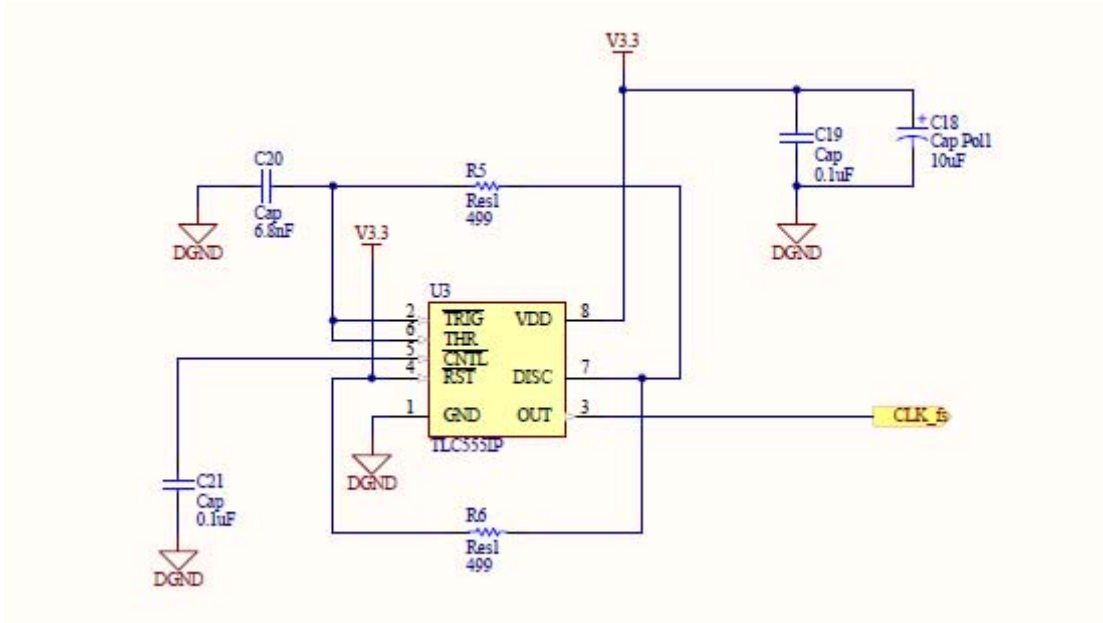 V3.3
C19
Cap
0.1uF
C18
Cap Pol1
10uF
DGND
C20
Cap
6.8nF
DGND
R5
Res1
499
V3.3
U3
2 TRIG VDD 8
6 THR
5 CNTL
4 RST DISC 7
1 GND OUT 3
TLC555IP
CLK_fs
DGND
C21
Cap
0.1uF
DGND
R6
Res1
499